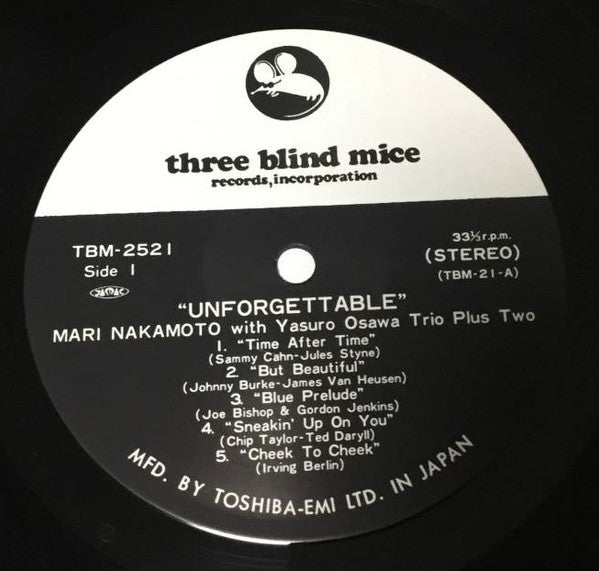 three blind mice
records, incorporation
TBM-2521
Side 1
JASRAC
33⅓ r.p.m.
(STEREO)
(TBM-21-A)
"UNFORGETTABLE"
MARI NAKAMOTO with Yasuro Osawa Trio Plus Two
1. "Time After Time"
(Sammy Cahn-Jules Styne)
2. "But Beautiful"
(Johnny Burke-James Van Heusen)
3. "Blue Prelude"
(Joe Bishop & Gordon Jenkins)
4. "Sneakin' Up On You"
(Chip Taylor-Ted Daryll)
5. "Cheek To Cheek"
(Irving Berlin)
MFD. BY TOSHIBA-EMI LTD. IN JAPAN